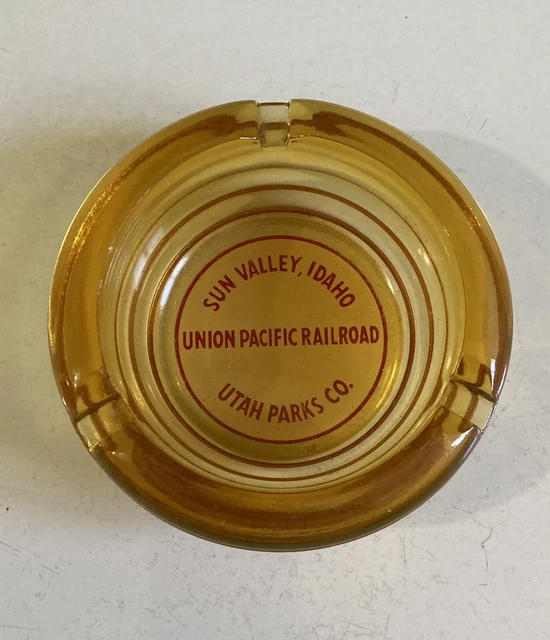 SUN VALLEY, IDAHO
UNION PACIFIC RAILROAD
UTAH PARKS CO.